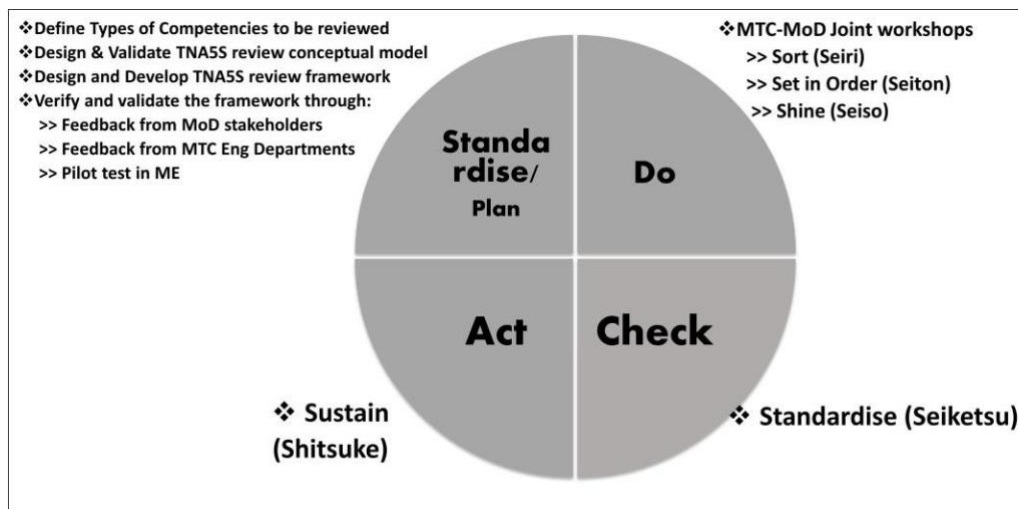 ❖Define Types of Competencies to be reviewed
❖Design & Validate TNA5S review conceptual model
❖Design and Develop TNA5S review framework
❖Verify and validate the framework through:
>> Feedback from MoD stakeholders
>> Feedback from MTC Eng Departments
>> Pilot test in ME
❖MTC-MoD Joint workshops
>> Sort (Seiri)
>> Set in Order (Seiton)
>> Shine (Seiso)
Standa
rdise/
Plan
Do
Act
Check
❖ Sustain
(Shitsuke)
❖ Standardise (Seiketsu)